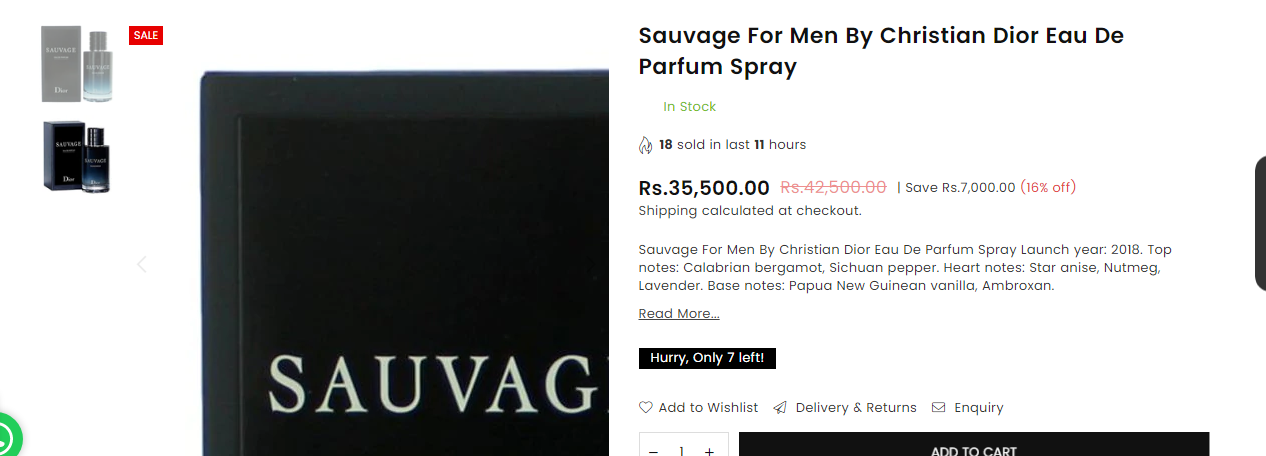 SALE
SAUVAGE
Dior
SAUVAGE
Dior
SAUVAG
Sauvage For Men By Christian Dior Eau De
Parfum Spray
In Stock
18 sold in last 11 hours
Rs.35,500.00 Rs.42,500.00 | Save Rs.7,000.00 (16% off)
Shipping calculated at checkout.
Sauvage For Men By Christian Dior Eau De Parfum Spray Launch year: 2018. Top
notes: Calabrian bergamot, Sichuan pepper. Heart notes: Star anise, Nutmeg,
Lavender. Base notes: Papua New Guinean vanilla, Ambroxan.
Read More...
Hurry, Only 7 left!
Add to Wishlist Delivery & Returns Enquiry
− 1 + ADD TO CART